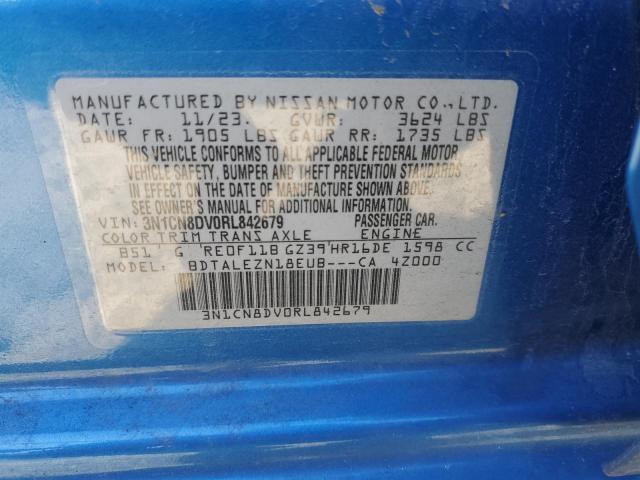 MANUFACTURED BY NISSAN MOTOR CO.,LTD.
DATE: 11/23. GVWR: 3624 LBS
GAWR FR: 1905 LBS GAWR RR: 1735 LBS
THIS VEHICLE CONFORMS TO ALL APPLICABLE FEDERAL MOTOR
VEHICLE SAFETY, BUMPER AND THEFT PREVENTION STANDARDS
IN EFFECT ON THE DATE OF MANUFACTURE SHOWN ABOVE.
SEE OWNER'S MANUAL FOR ADDITIONAL INFORMATION.
VIN: 3N1CN8DV0RL842679 PASSENGER CAR.
COLOR TRIM TRANS AXLE ENGINE
B51 G RE0F11B GZ39 HR16DE 1598 CC
MODEL: BDTALEZN18EUB---CA 4Z000
3N1CN8DV0RL842679